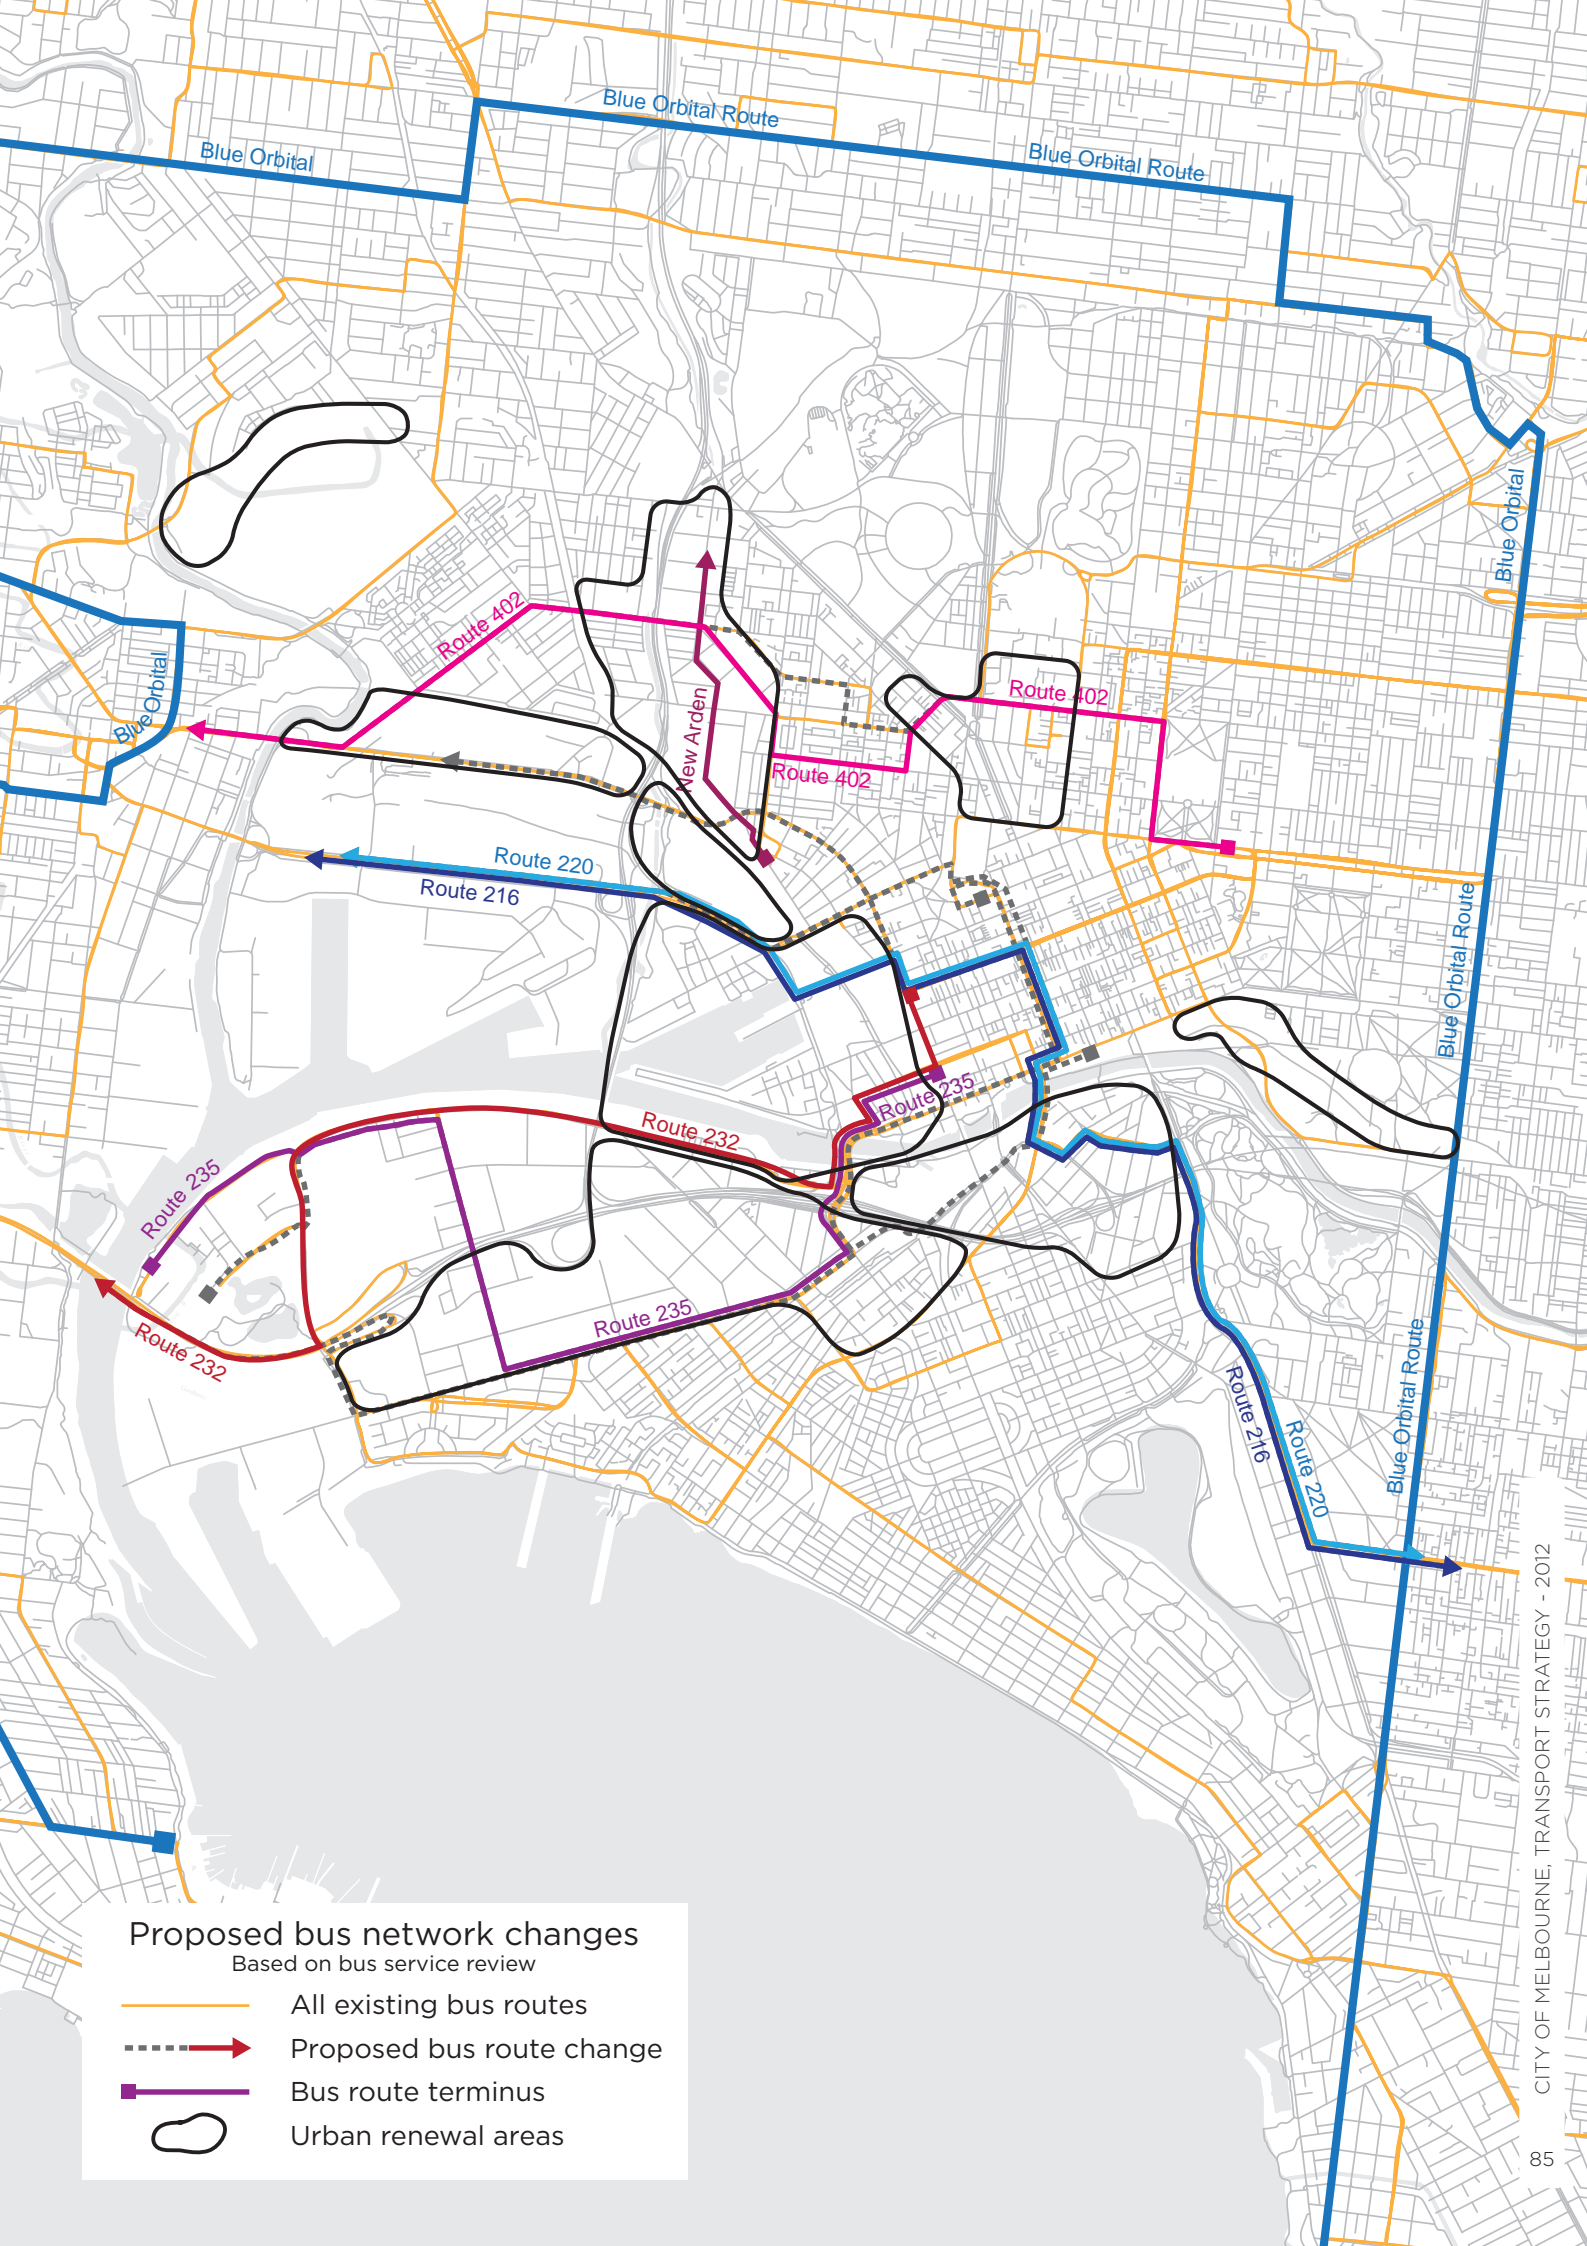 Blue Orbital Route
Blue Orbital
Blue Orbital Route
Blue Orbital
Route 402
Blue Orbital
Route 402
New Arden
Route 402
Route 220
Route 216
Blue Orbital Route
Route 235
Route 232
Route 235
Route 235
Route 232
Blue Orbital Route
Route 216
Route 220
Proposed bus network changes
Based on bus service review
All existing bus routes
Proposed bus route change
Bus route terminus
Urban renewal areas
CITY OF MELBOURNE, TRANSPORT STRATEGY - 2012
85